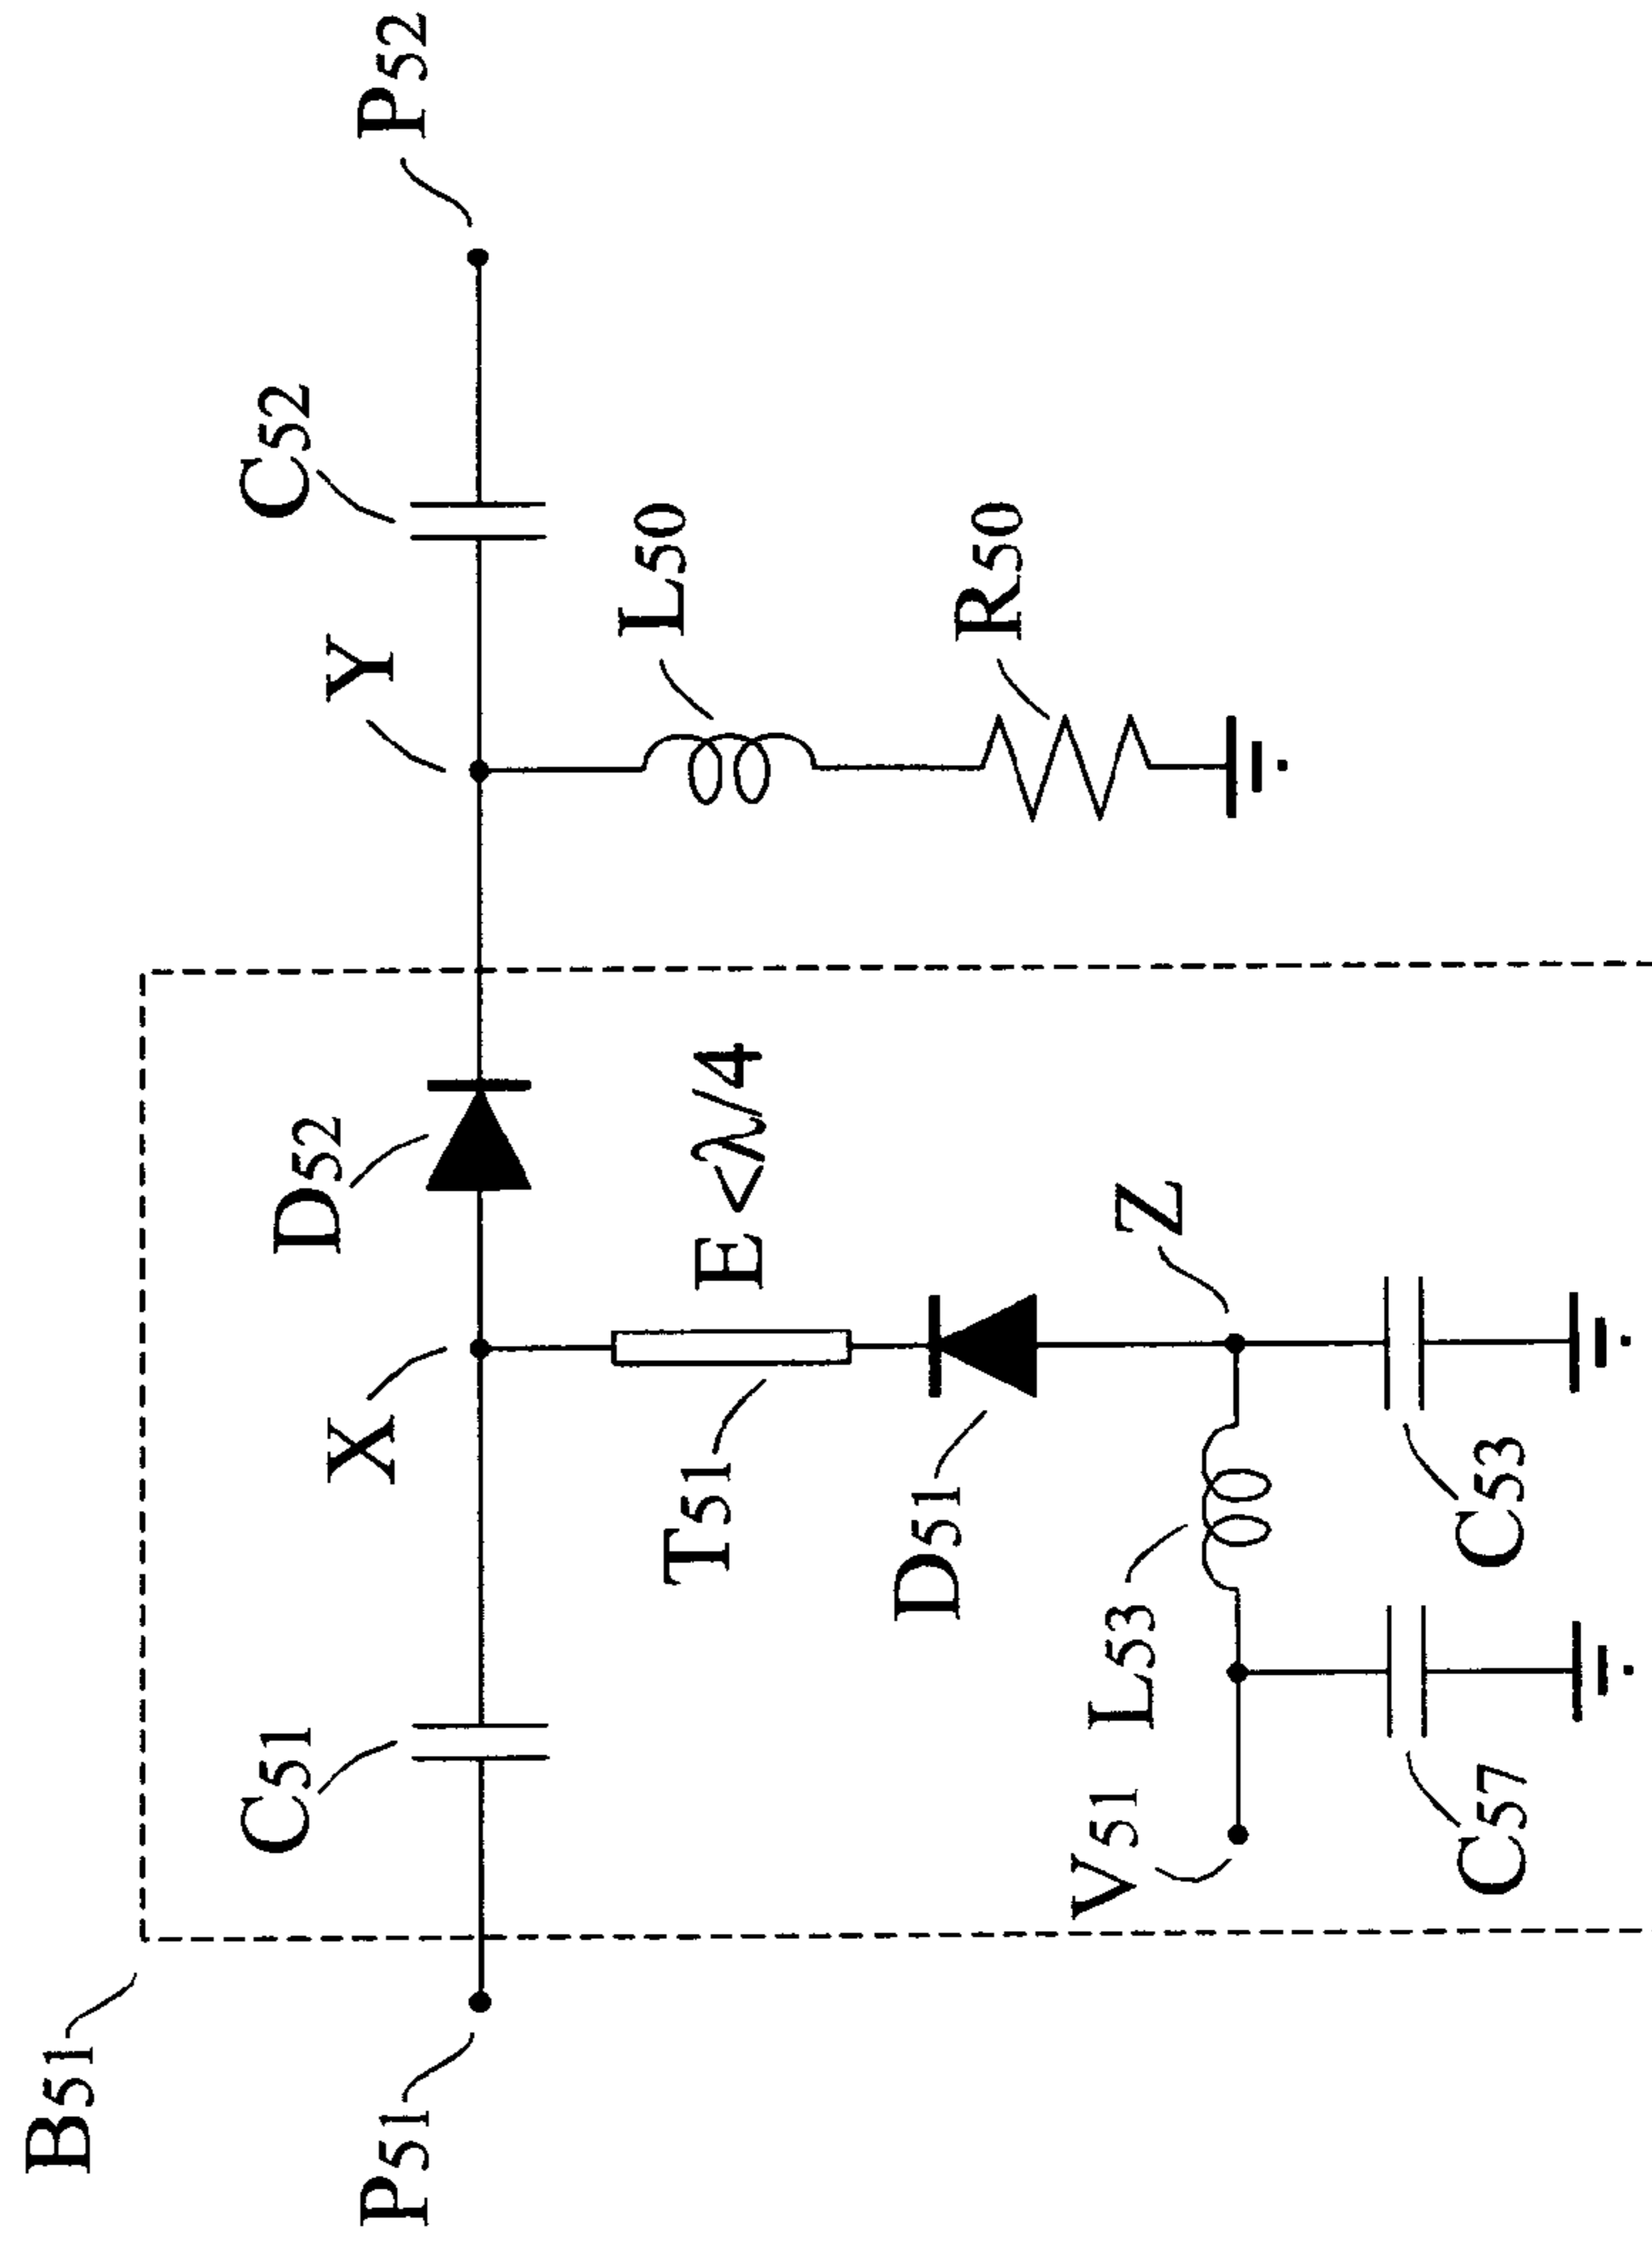 B51
P51
C51
X
D52
Y
C52
P52
T51
E <λ/4
L50
D51
R50
V51
L53
Z
C57
C53